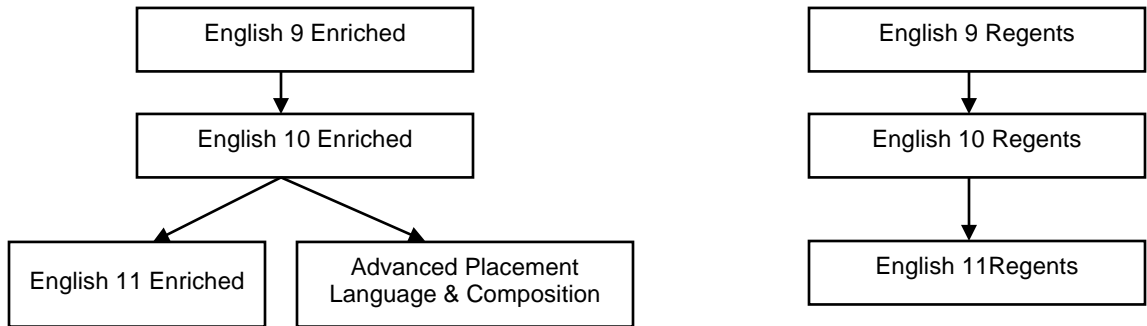 English 9 Enriched
English 9 Regents
English 10 Enriched
English 10 Regents
English 11 Enriched
Advanced Placement
Language & Composition
English 11Regents